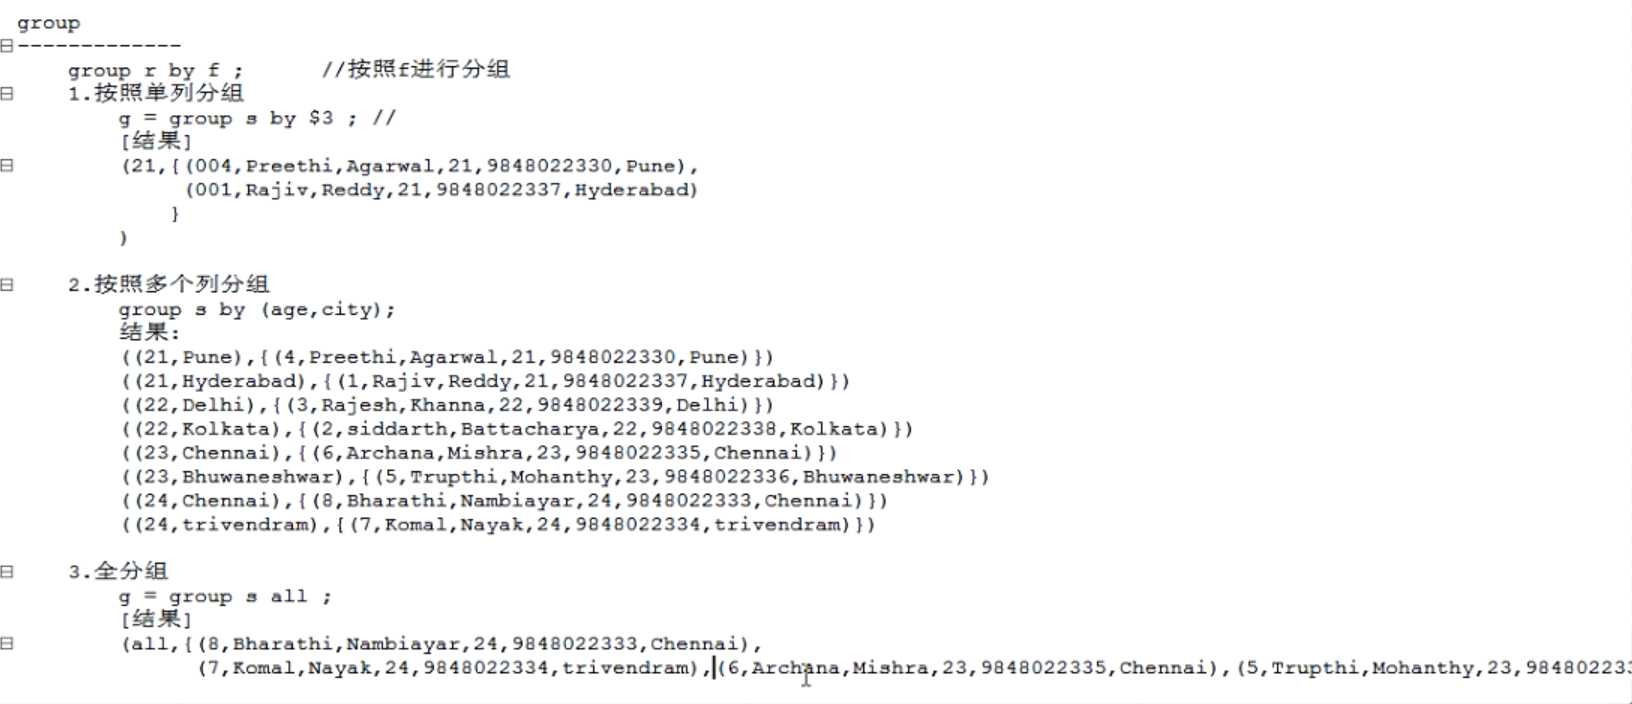 group
-------------
group r by f ;      //按照f进行分组
1.按照单列分组
g = group s by $3 ; //
[结果]
(21,{(004,Preethi,Agarwal,21,9848022330,Pune),
(001,Rajiv,Reddy,21,9848022337,Hyderabad)
}
)
2.按照多个列分组
group s by (age,city);
结果:
((21,Pune),{(4,Preethi,Agarwal,21,9848022330,Pune)})
((21,Hyderabad),{(1,Rajiv,Reddy,21,9848022337,Hyderabad)})
((22,Delhi),{(3,Rajesh,Khanna,22,9848022339,Delhi)})
((22,Kolkata),{(2,siddarth,Battacharya,22,9848022338,Kolkata)})
((23,Chennai),{(6,Archana,Mishra,23,9848022335,Chennai)})
((23,Bhuwaneshwar),{(5,Trupthi,Mohanthy,23,9848022336,Bhuwaneshwar)})
((24,Chennai),{(8,Bharathi,Nambiayar,24,9848022333,Chennai)})
((24,trivendram),{(7,Komal,Nayak,24,9848022334,trivendram)})
3.全分组
g = group s all ;
[结果]
(all,{(8,Bharathi,Nambiayar,24,9848022333,Chennai),
(7,Komal,Nayak,24,9848022334,trivendram),(6,Archana,Mishra,23,9848022335,Chennai),(5,Trupthi,Mohanthy,23,984802233